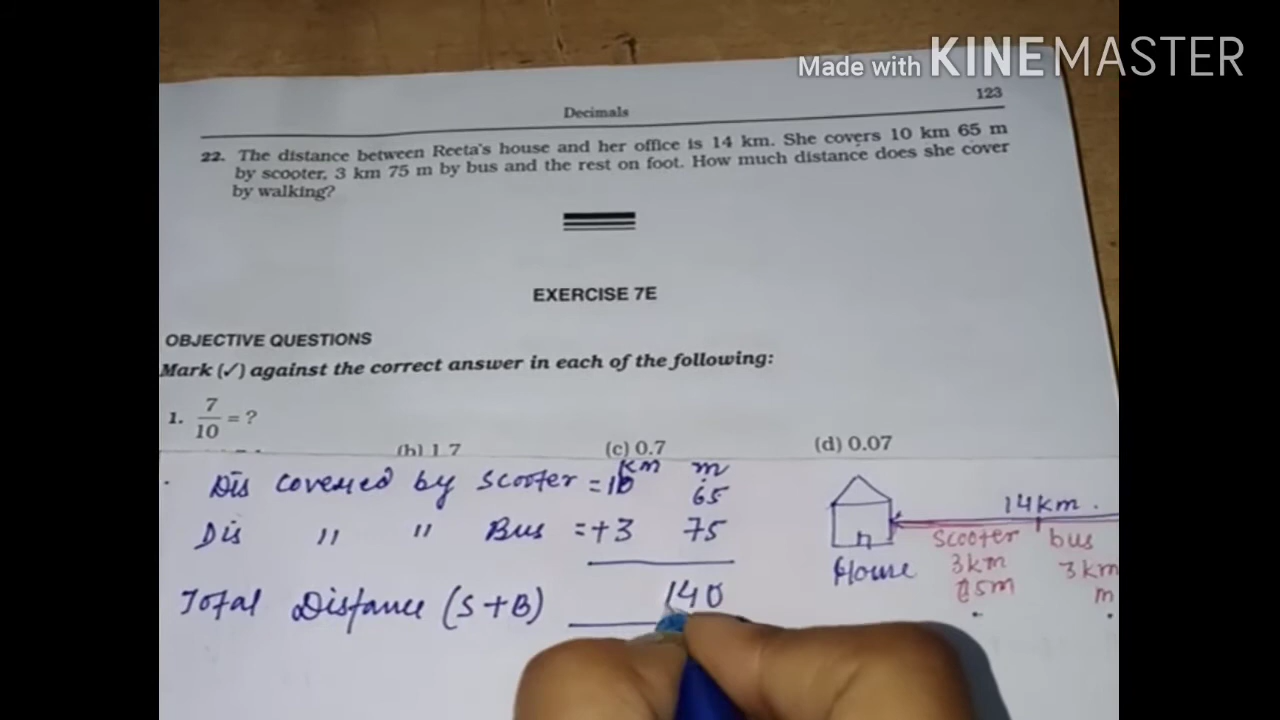 Made with KINEMASTER
Decimals
123
22. The distance between Reeta's house and her office is 14 km. She covers 10 km 65 m
by scooter, 3 km 75 m by bus and the rest on foot. How much distance does she cover
by walking?
EXERCISE 7E
OBJECTIVE QUESTIONS
Mark (✓) against the correct answer in each of the following:
1. 7/10 = ?
(b) 1.7 (c) 0.7 (d) 0.07
km m
Dis covered by Scooter = 10 65
Dis " " Bus = +3 75
Total Distance (S+B) 140
14km.
scooter bus
House 3km 3km
5m m